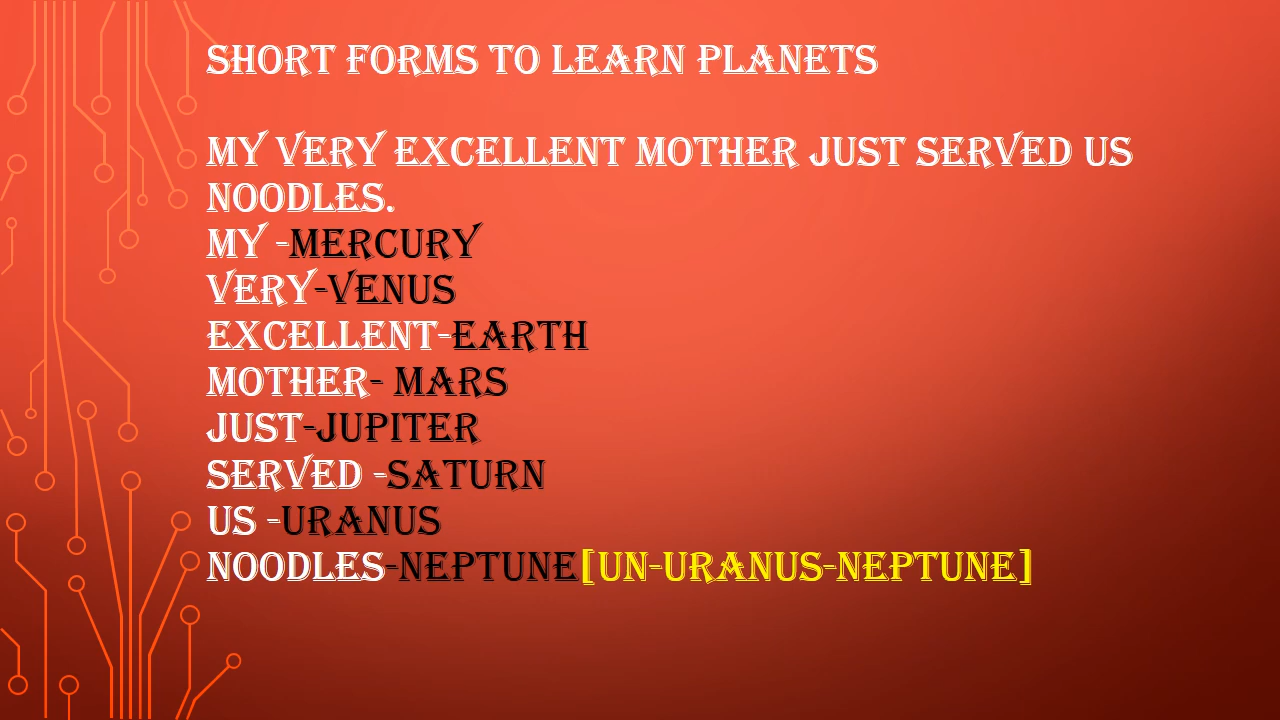 SHORT FORMS TO LEARN PLANETS
MY VERY EXCELLENT MOTHER JUST SERVED US
NOODLES.
MY -MERCURY
VERY-VENUS
EXCELLENT-EARTH
MOTHER- MARS
JUST-JUPITER
SERVED -SATURN
US -URANUS
NOODLES-NEPTUNE[UN-URANUS-NEPTUNE]